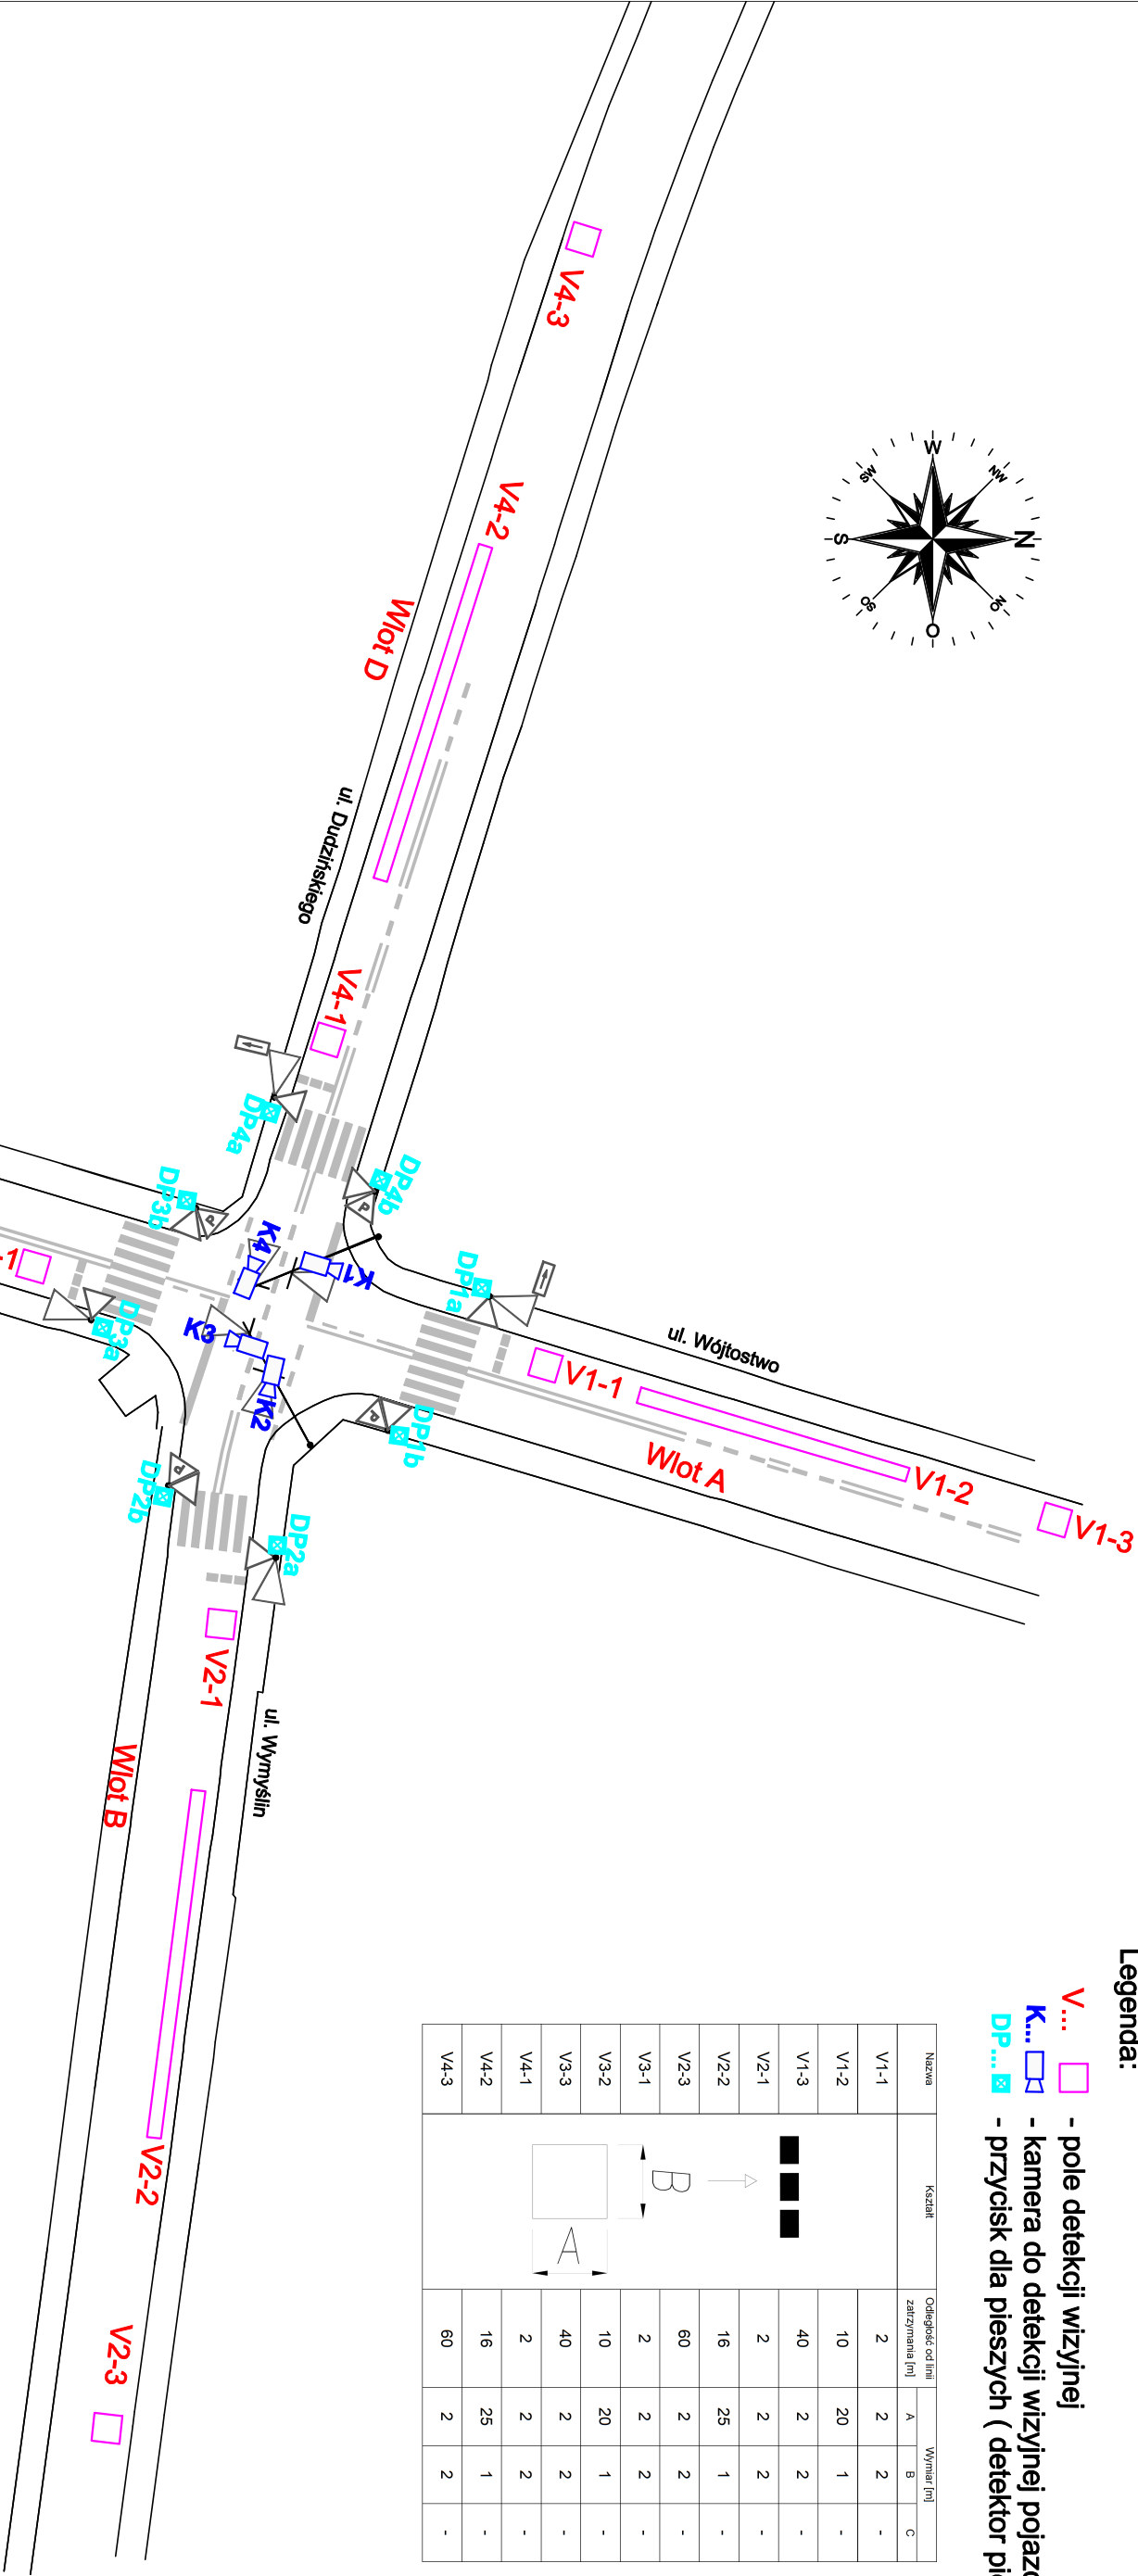 Legenda:
V... - pole detekcji wizyjnej
K... - kamera do detekcji wizyjnej
DP... - przycisk dla pieszych ( detektor
Nazwa Kształt Odległość od linii zatrzymania [m] Wymiar [m]
A B C
V1-1 2 2 2 -
V1-2 10 20 1 -
V1-3 40 2 2 -
V2-1 2 2 2 -
V2-2 16 25 1 -
V2-3 60 2 2 -
V3-1 2 2 2 -
V3-2 10 20 1 -
V3-3 40 2 2 -
V4-1 2 2 2 -
V4-2 16 25 1 -
V4-3 60 2 2 -
B
A
N
NO
O
SO
S
SW
W
NW
V4-3
V4-2
Wlot D
ul. Dudzińskiego
V4-1
DP4a
DP4b
P
DP3b
P
K4
K1
DP1a
ul. Wójtostwo
V1-1
V1-2
V1-3
Wlot A
-1
DP3a
K3
K2
P
DP1b
P
DP2b
DP2a
V2-1
ul. Wymyślin
Wlot B
V2-2
V2-3